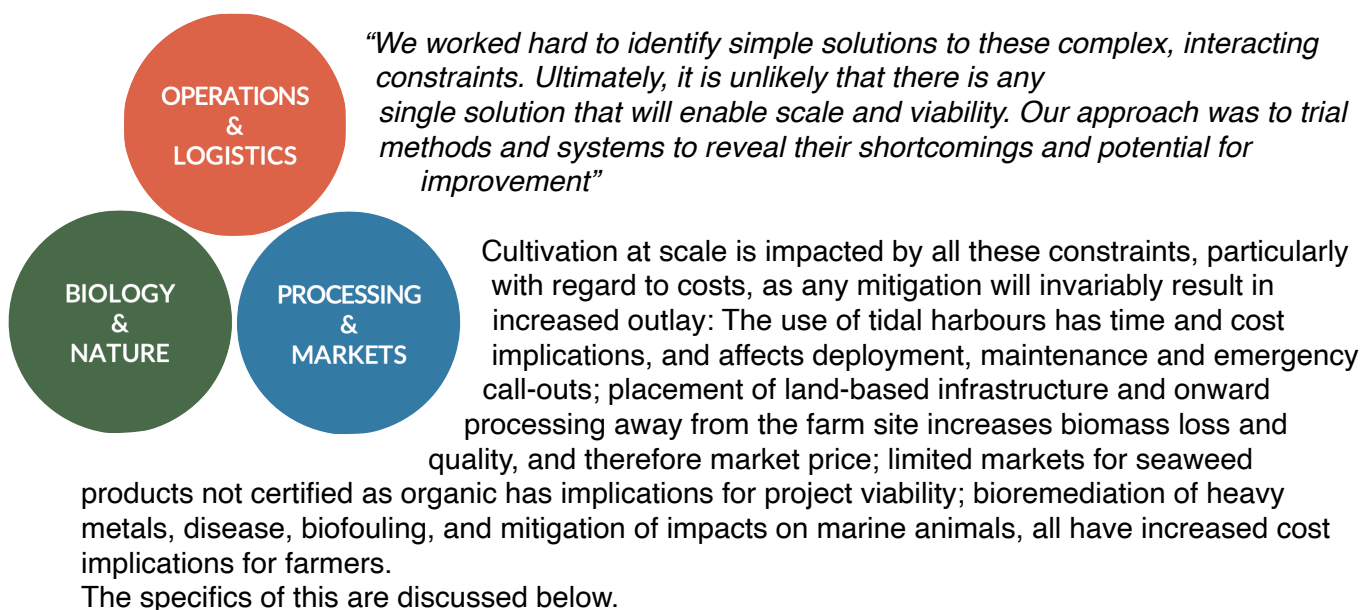 OPERATIONS
&
LOGISTICS
BIOLOGY
&
NATURE
PROCESSING
&
MARKETS
“We worked hard to identify simple solutions to these complex, interacting
constraints. Ultimately, it is unlikely that there is any
single solution that will enable scale and viability. Our approach was to trial
methods and systems to reveal their shortcomings and potential for
improvement”
Cultivation at scale is impacted by all these constraints, particularly
with regard to costs, as any mitigation will invariably result in
increased outlay: The use of tidal harbours has time and cost
implications, and affects deployment, maintenance and emergency
call-outs; placement of land-based infrastructure and onward
processing away from the farm site increases biomass loss and
quality, and therefore market price; limited markets for seaweed
products not certified as organic has implications for project viability; bioremediation of heavy
metals, disease, biofouling, and mitigation of impacts on marine animals, all have increased cost
implications for farmers.
The specifics of this are discussed below.